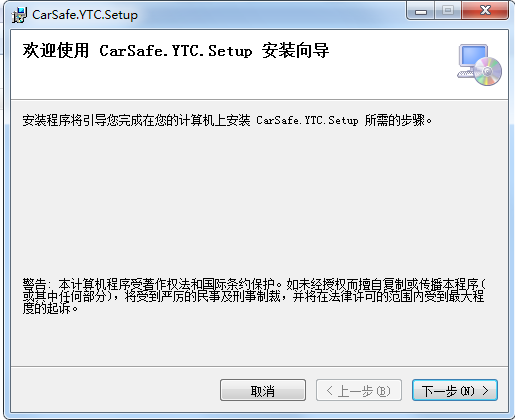 CarSafe.YTC.Setup
欢迎使用 CarSafe.YTC.Setup 安装向导
安装程序将引导您完成在您的计算机上安装 CarSafe.YTC.Setup 所需的步骤。
警告: 本计算机程序受著作权法和国际条约保护。如未经授权而擅自复制或传播本程序(
或其中任何部分)，将受到严厉的民事及刑事制裁，并将在法律许可的范围内受到最大程
度的起诉。
取消
< 上一步(B)
下一步(N) >